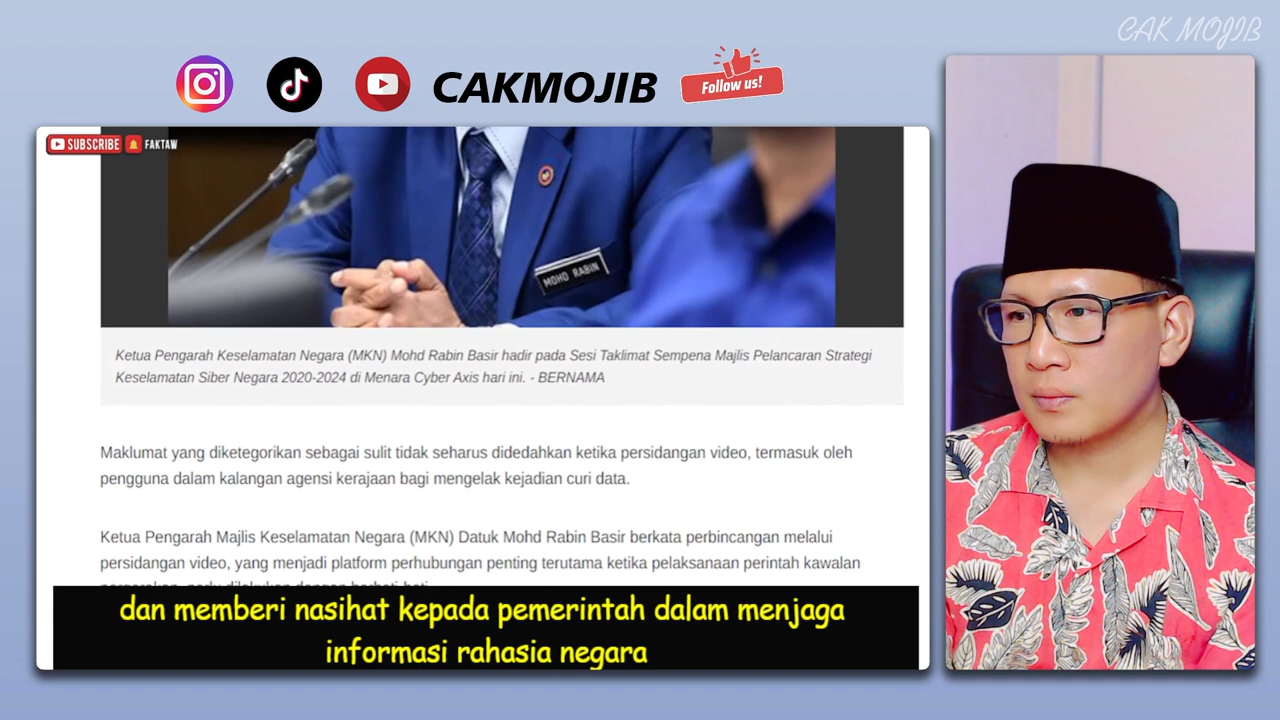 CAK MOJIB
CAKMOJIB
Follow us!
SUBSCRIBE
FAKTAW
MOHD RABIN
Ketua Pengarah Keselamatan Negara (MKN) Mohd Rabin Basir hadir pada Sesi Taklimat Sempena Majlis Pelancaran Strategi
Keselamatan Siber Negara 2020-2024 di Menara Cyber Axis hari ini. - BERNAMA
Maklumat yang diketegorikan sebagai sulit tidak seharus didedahkan ketika persidangan video, termasuk oleh
pengguna dalam kalangan agensi kerajaan bagi mengelak kejadian curi data.
Ketua Pengarah Majlis Keselamatan Negara (MKN) Datuk Mohd Rabin Basir berkata perbincangan melalui
persidangan video, yang menjadi platform perhubungan penting terutama ketika pelaksanaan perintah kawalan
dan memberi nasihat kepada pemerintah dalam menjaga
informasi rahasia negara